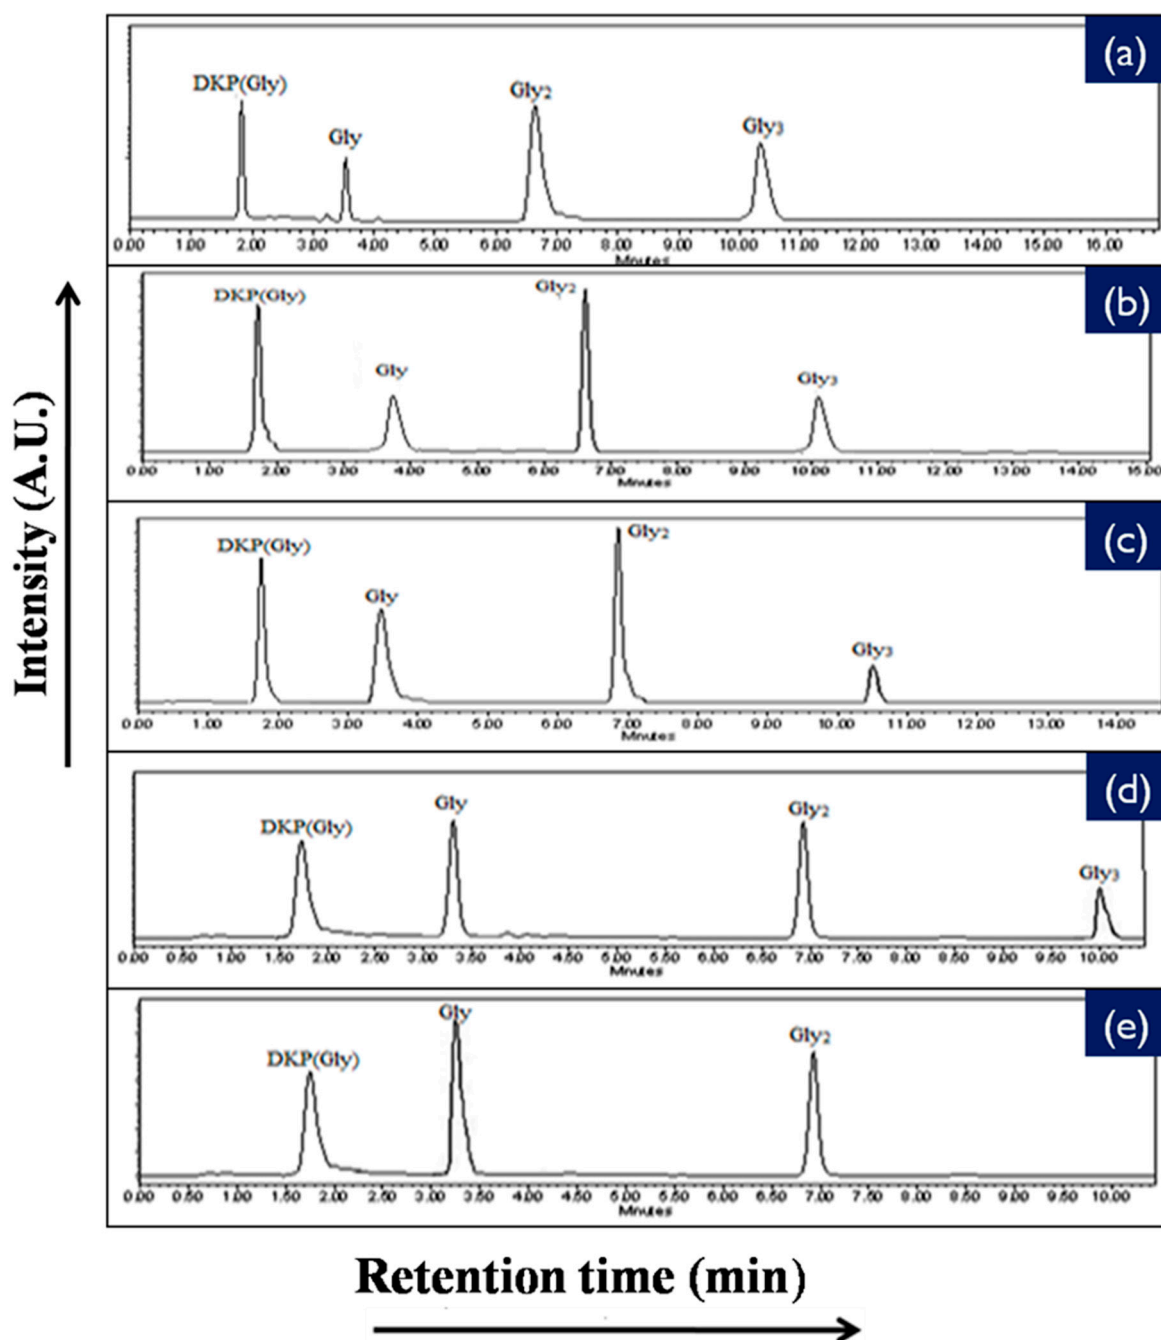 (a)
DKP(Gly)
Gly
Gly2
Gly3
0.00 1.00 2.00 3.00 4.00 5.00 6.00 7.00 8.00 9.00 10.00 11.00 12.00 13.00 14.00 15.00 16.00
Minutes
(b)
DKP(Gly)
Gly
Gly2
Gly3
0.00 1.00 2.00 3.00 4.00 5.00 6.00 7.00 8.00 9.00 10.00 11.00 12.00 13.00 14.00 15.00
Minutes
(c)
DKP(Gly)
Gly
Gly2
Gly3
0.00 1.00 2.00 3.00 4.00 5.00 6.00 7.00 8.00 9.00 10.00 11.00 12.00 13.00 14.00
Minutes
(d)
DKP(Gly)
Gly
Gly2
Gly3
0.00 0.50 1.00 1.50 2.00 2.50 3.00 3.50 4.00 4.50 5.00 5.50 6.00 6.50 7.00 7.50 8.00 8.50 9.00 9.50 10.00
Minutes
(e)
DKP(Gly)
Gly
Gly2
0.00 0.50 1.00 1.50 2.00 2.50 3.00 3.50 4.00 4.50 5.00 5.50 6.00 6.50 7.00 7.50 8.00 8.50 9.00 9.50 10.00
Minutes
Intensity (A.U.)
Retention time (min)